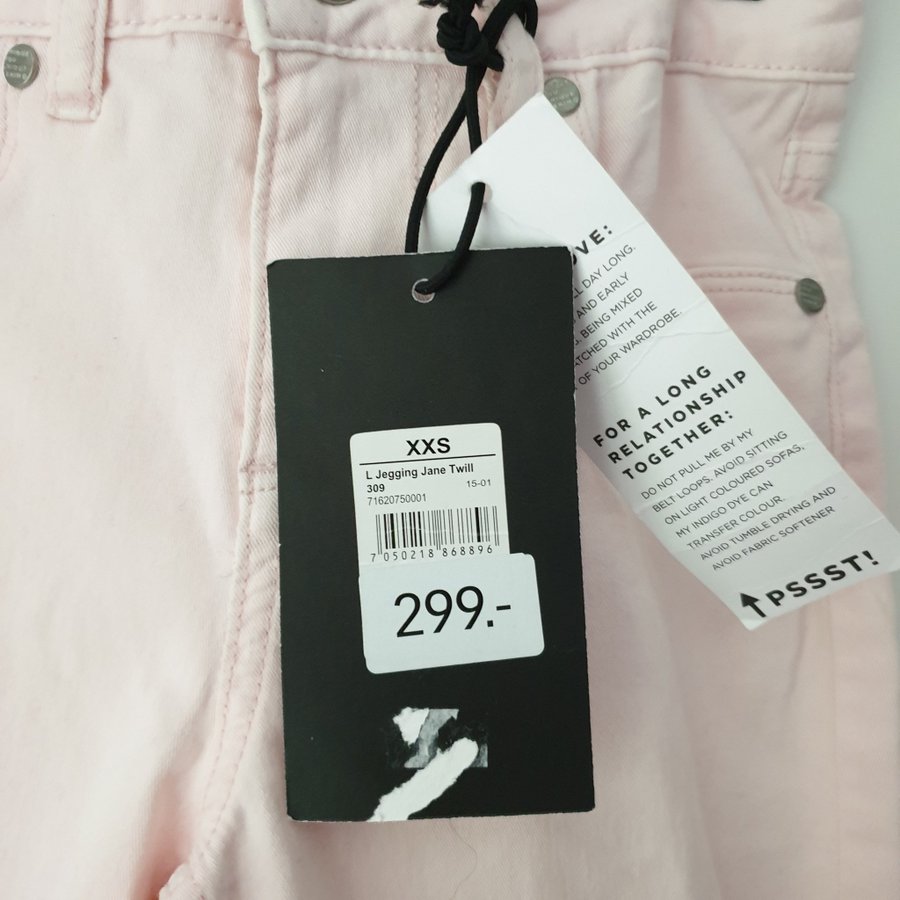 XXS
L Jegging Jane Twill
309 15-01
71620750001
7 050218 868896
299.-
VE:
DAY LONG.
AND EARLY
BEING MIXED
WITH THE
OF YOUR WARDROBE.
FOR A LONG
RELATIONSHIP
TOGETHER:
DO NOT PULL ME BY MY
BELT LOOPS. AVOID SITTING
ON LIGHT COLOURED SOFAS,
MY INDIGO DYE CAN
TRANSFER COLOUR.
AVOID TUMBLE DRYING AND
AVOID FABRIC SOFTENER
↑PSSST!